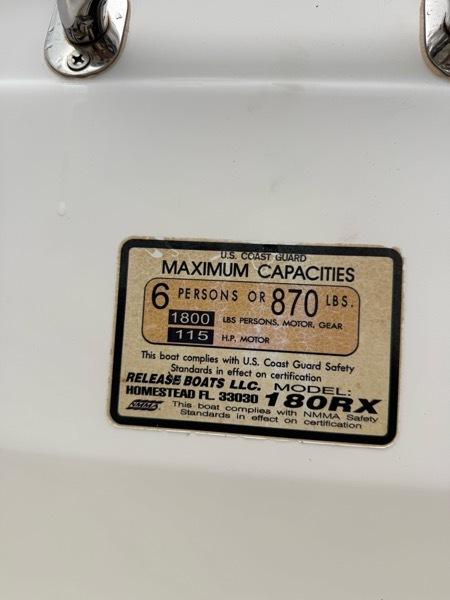 U.S. COAST GUARD
MAXIMUM CAPACITIES
6 PERSONS OR 870 LBS.
1800 LBS PERSONS, MOTOR, GEAR
115 H.P. MOTOR
This boat complies with U.S. Coast Guard Safety
Standards in effect on certification
RELEASE BOATS LLC. MODEL:
HOMESTEAD FL 33030 180RX
NMMA This boat complies with NMMA Safety
Standards in effect on certification